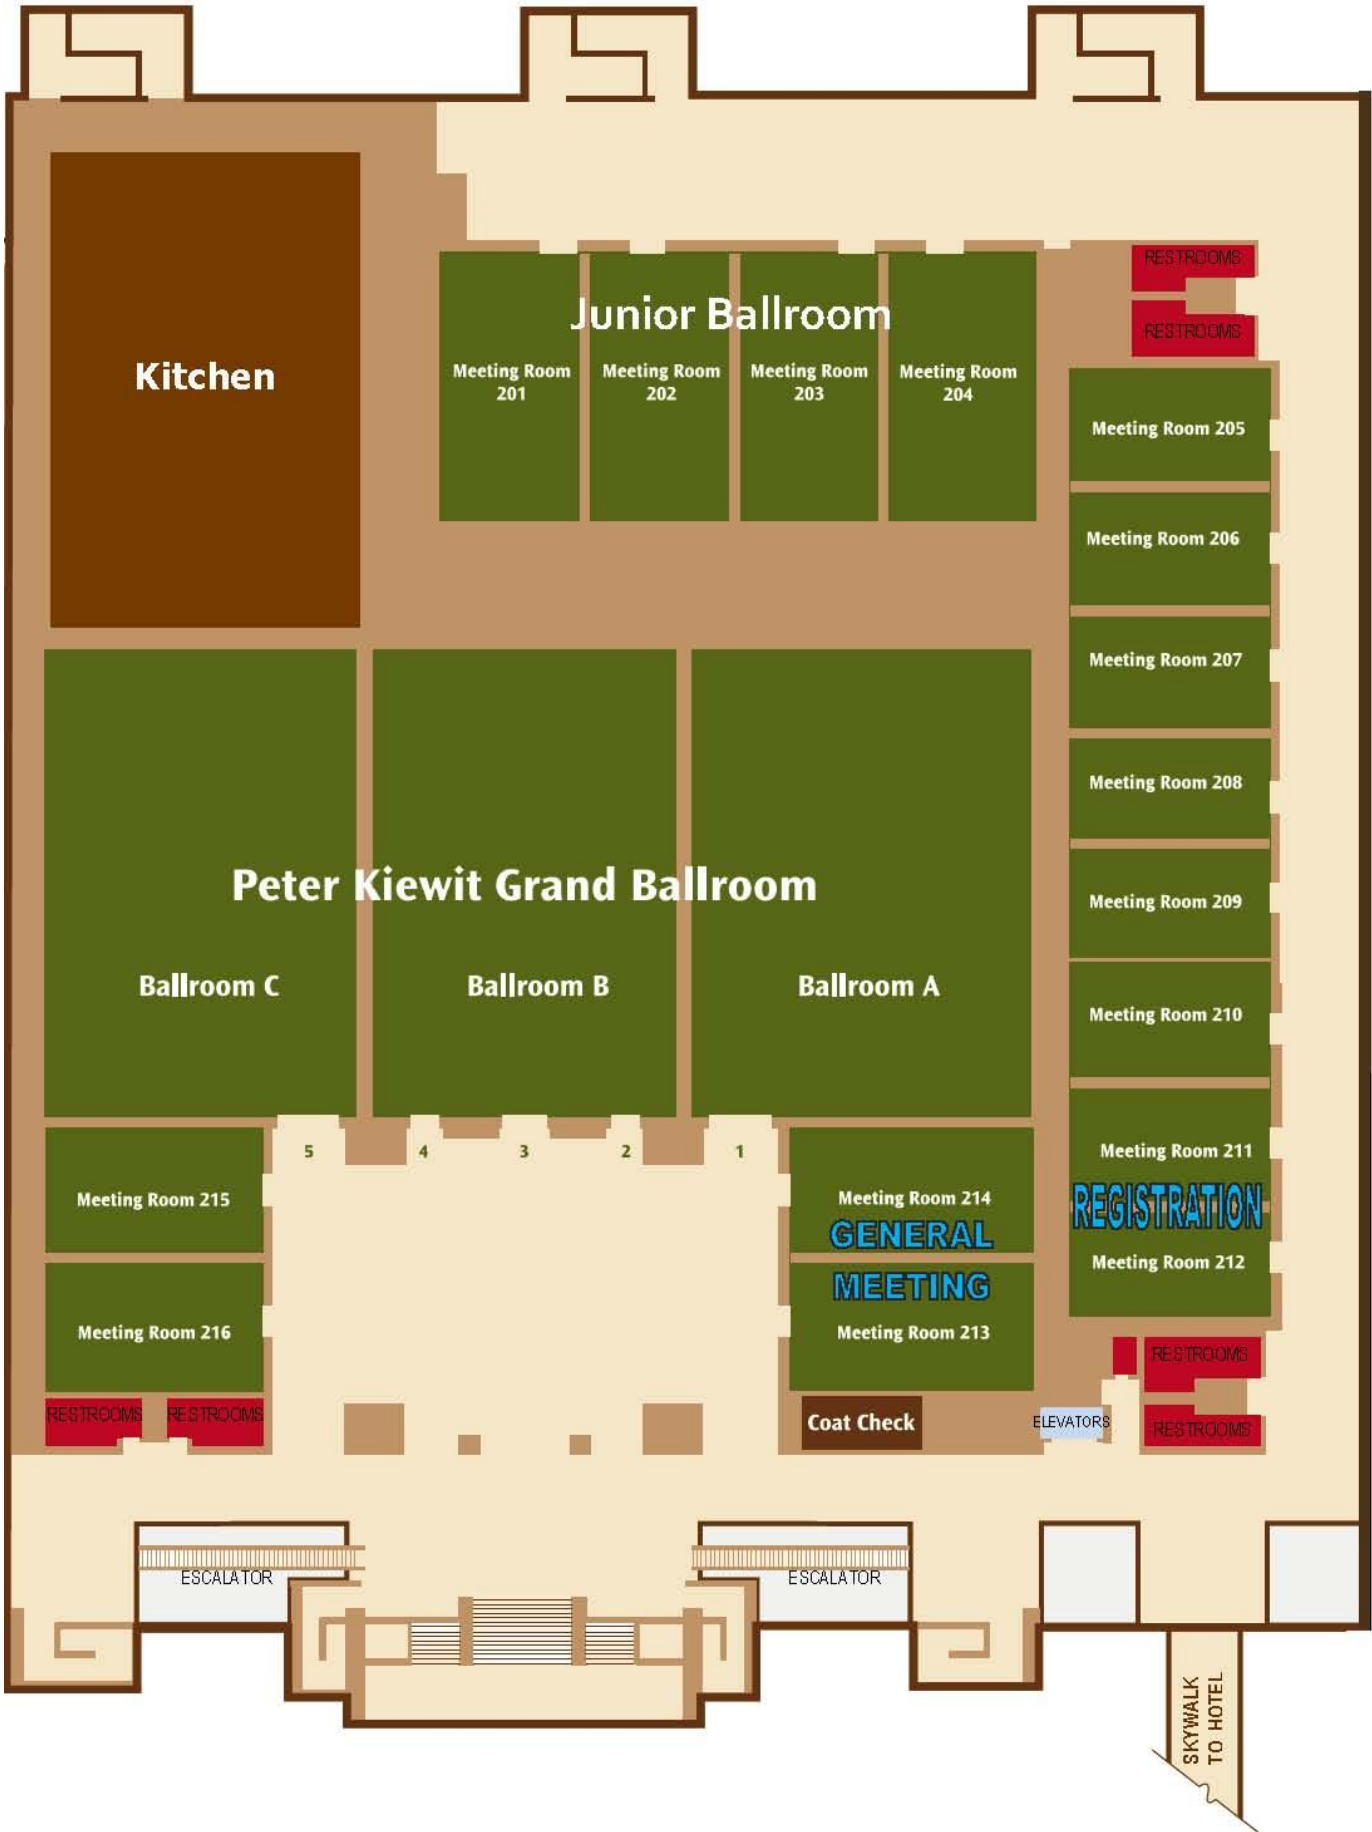 RESTROOMS
Junior Ballroom
RESTROOMS
Kitchen
Meeting Room
201
Meeting Room
202
Meeting Room
203
Meeting Room
204
Meeting Room 205
Meeting Room 206
Meeting Room 207
Meeting Room 208
Peter Kiewit Grand Ballroom
Meeting Room 209
Ballroom C
Ballroom B
Ballroom A
Meeting Room 210
5
4
3
2
1
Meeting Room 211
Meeting Room 215
Meeting Room 214
REGISTRATION
GENERAL
MEETING
Meeting Room 212
Meeting Room 216
Meeting Room 213
RESTROOMS
RESTROOMS
RESTROOMS
Coat Check
ELEVATORS
RESTROOMS
ESCALATOR
ESCALATOR
SKYWALK
TO HOTEL